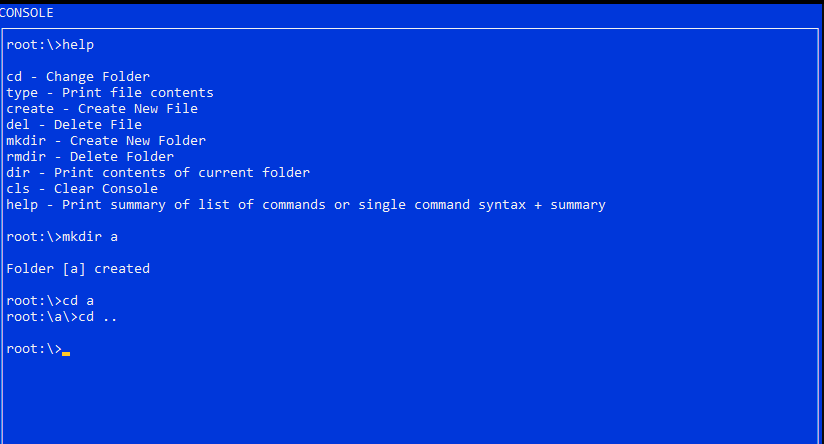 CONSOLE
root:\>help
cd - Change Folder
type - Print file contents
create - Create New File
del - Delete File
mkdir - Create New Folder
rmdir - Delete Folder
dir - Print contents of current folder
cls - Clear Console
help - Print summary of list of commands or single command syntax + summary
root:\>mkdir a
Folder [a] created
root:\>cd a
root:\a\>cd ..
root:\>